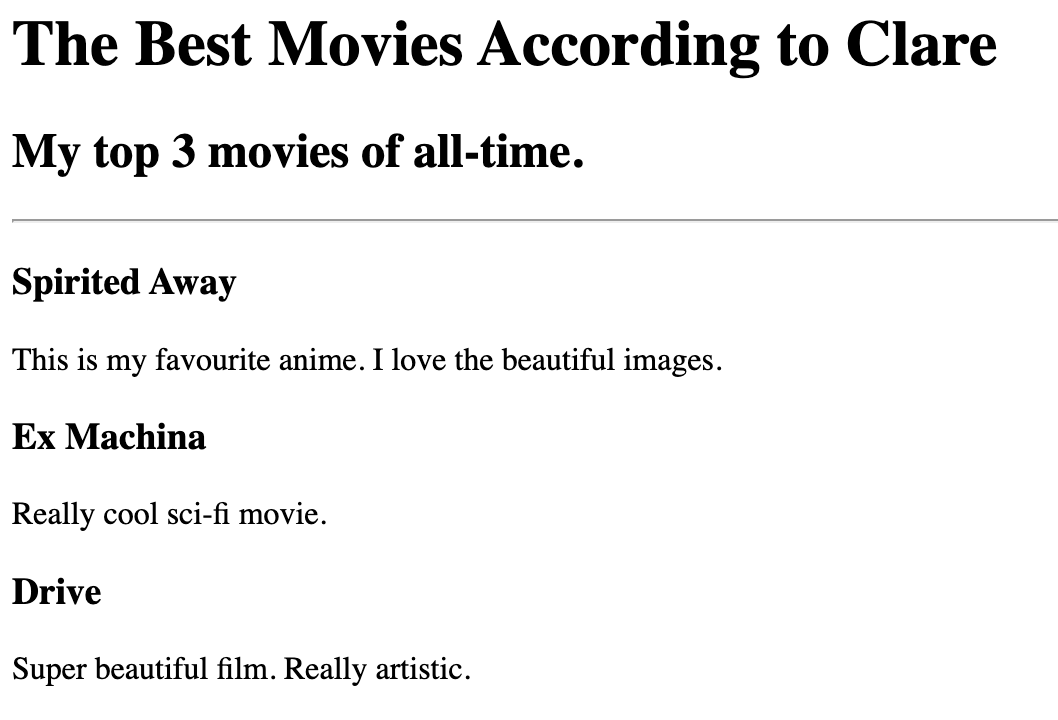 The Best Movies According to Clare
My top 3 movies of all-time.
Spirited Away
This is my favourite anime. I love the beautiful images.
Ex Machina
Really cool sci-fi movie.
Drive
Super beautiful film. Really artistic.